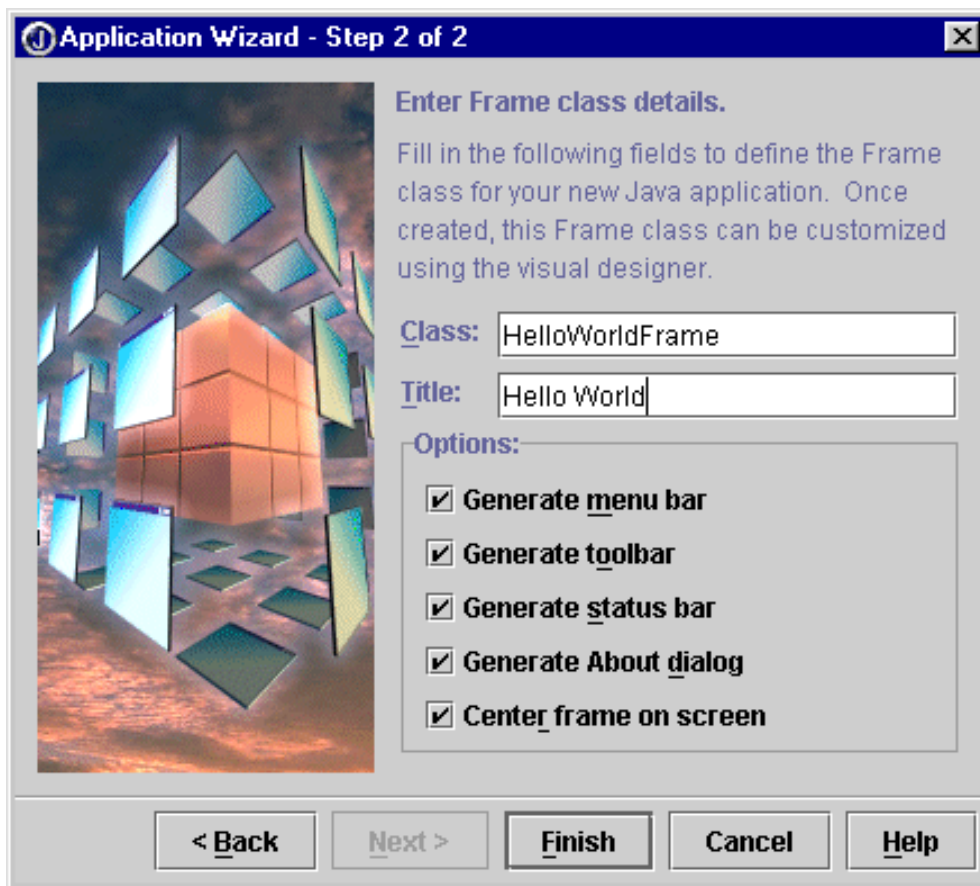 Application Wizard - Step 2 of 2
Enter Frame class details.
Fill in the following fields to define the Frame
class for your new Java application.  Once
created, this Frame class can be customized
using the visual designer.
Class: HelloWorldFrame
Title: Hello World
Options:
Generate menu bar
Generate toolbar
Generate status bar
Generate About dialog
Center frame on screen
< Back Next > Finish Cancel Help